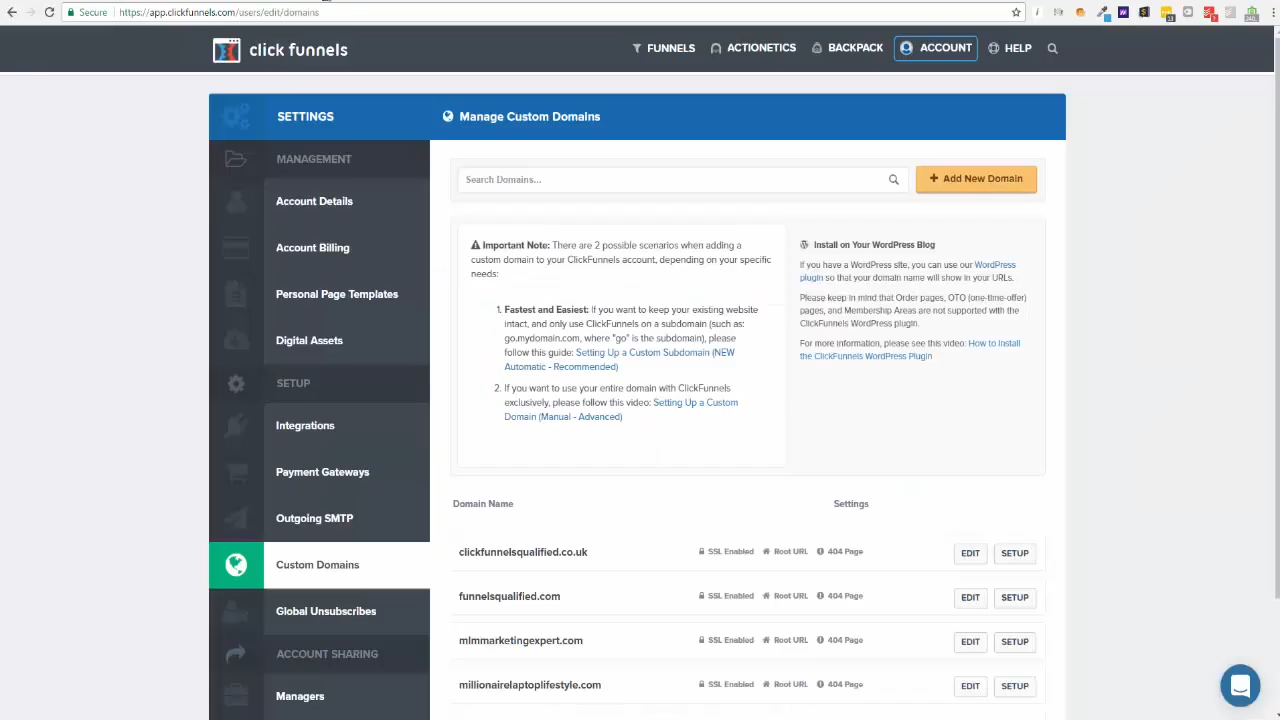 Secure
https://app.clickfunnels.com/users/edit/domains
click funnels
FUNNELS
ACTIONETICS
BACKPACK
ACCOUNT
HELP
SETTINGS
Manage Custom Domains
MANAGEMENT
Account Details
Account Billing
Personal Page Templates
Digital Assets
SETUP
Integrations
Payment Gateways
Outgoing SMTP
Custom Domains
Global Unsubscribes
ACCOUNT SHARING
Managers
Search Domains...
+ Add New Domain
Important Note: There are 2 possible scenarios when adding a
custom domain to your ClickFunnels account, depending on your specific
needs:
1. Fastest and Easiest: If you want to keep your existing website
intact, and only use ClickFunnels on a subdomain (such as:
go.mydomain.com, where "go" is the subdomain), please
follow this guide: Setting Up a Custom Subdomain (NEW
Automatic - Recommended)
2. If you want to use your entire domain with ClickFunnels
exclusively, please follow this video: Setting Up a Custom
Domain (Manual - Advanced)
Install on Your WordPress Blog
If you have a WordPress site, you can use our WordPress
plugin so that your domain name will show in your URLs.
Please keep in mind that Order pages, OTO (one-time-offer)
pages, and Membership Areas are not supported with the
ClickFunnels WordPress plugin.
For more information, please see this video: How to Install
the ClickFunnels WordPress Plugin
Domain Name
Settings
clickfunnelsqualified.co.uk
SSL Enabled
Root URL
404 Page
EDIT
SETUP
funnelsqualified.com
SSL Enabled
Root URL
404 Page
EDIT
SETUP
mlmmarketingexpert.com
SSL Enabled
Root URL
404 Page
EDIT
SETUP
millionairelaptoplifestyle.com
SSL Enabled
Root URL
404 Page
EDIT
SETUP